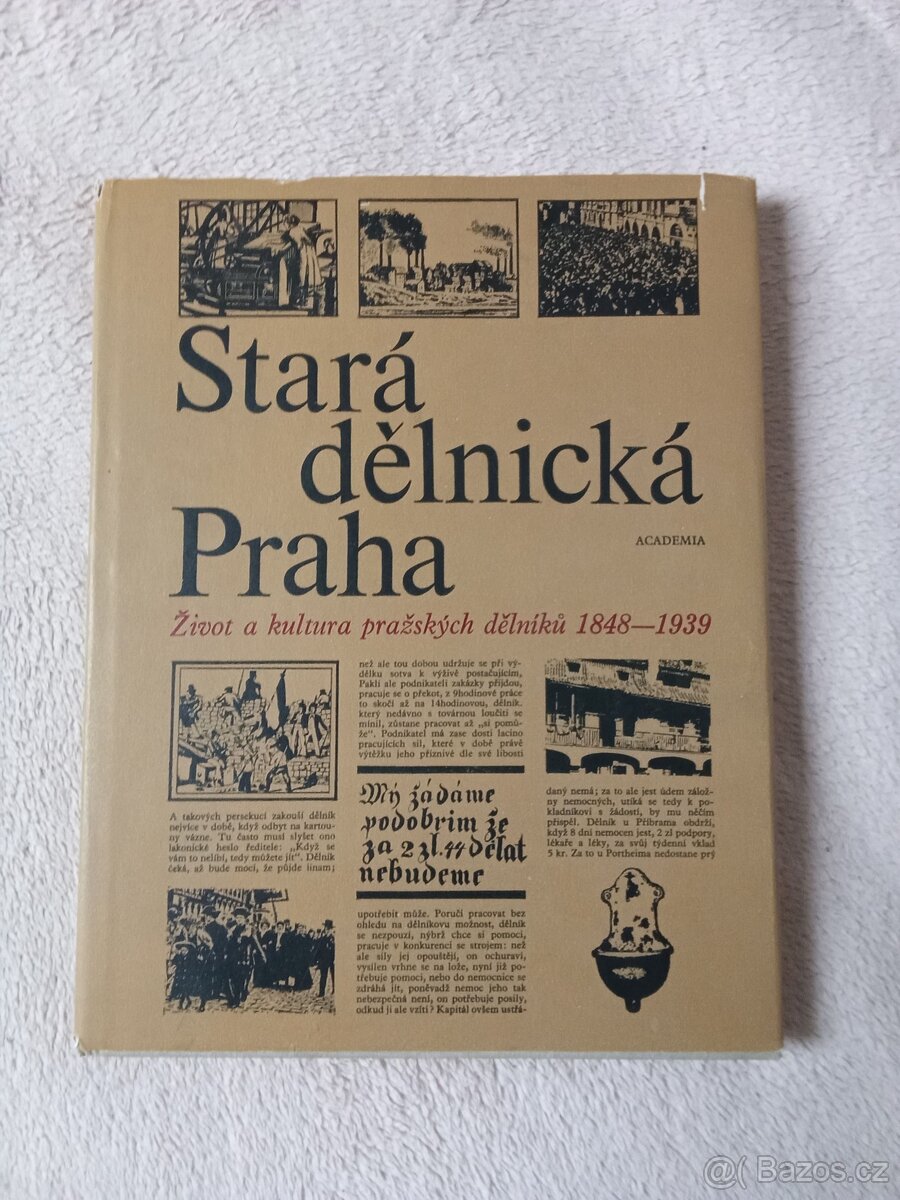 Stará
dělnická
Praha
ACADEMIA
Život a kultura pražských dělníků 1848—1939
než ale tou dobou udržuje se při vý-
dělku sotva k výživě postačujícím,
Pakli ale podnikateli zakázky přijdou,
pracuje se o překot, z 9hodinové práce
to skočí až na 14hodinovou, dělník.
který nedávno s továrnou loučiti se
mínil, zůstane pracovat až „si pomů-
že“. Podnikatel má zase dosti lacino
pracujících sil, které v době právě
výtěžku jeho příznivé dle své libosti
A takových persekucí zakouší dělník
nejvíce v době, když odbyt na kartou-
ny vázne. Tu často musí slyšet ono
lakonické heslo ředitele: „Když se
vám to nelíbí, tedy můžete jít“. Dělník
čeká, až bude moci, že půjde jinam;
Mý žádáme
podobrim že
za 2 zl. 44 dělat
nebudeme
daný nemá; za to ale jest údem zálož-
ny nemocných, utíká se tedy k po-
kladníkovi s žádostí, by mu něčím
přispěl. Dělník u Příbrama obdrží,
když 8 dní nemocen jest, 2 zl podpory,
lékaře a léky, za svůj týdenní vklad
5 kr. Za to u Portheima nedostane prý
upotřebit může. Poručí pracovat bez
ohledu na dělníkovu možnost, dělník
se nezpouzí, nýbrž chce si pomoci,
pracuje v konkurenci se strojem: než
ale síly jej opouštějí, on ochuraví,
vysílen vrhne se na lože, nyní již po-
třebuje pomoci, nebo do nemocnice se
zdráhá jít, poněvadž nemoc jeho tak
nebezpečná není, on potřebuje posily,
odkud ji ale vzíti? Kapitál ovšem ustřá-
@( Bazos.cz